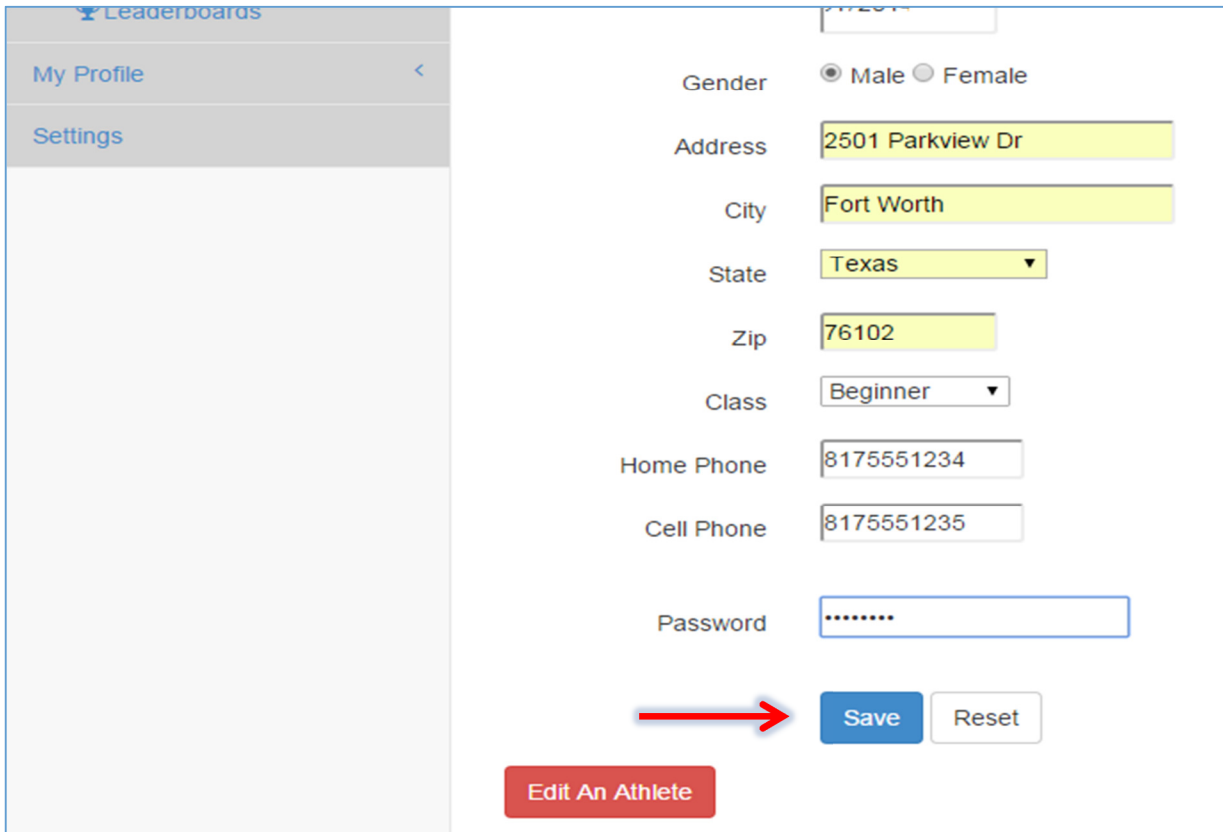 Leaderboards
My Profile
Settings
Gender Male Female
Address 2501 Parkview Dr
City Fort Worth
State Texas
Zip 76102
Class Beginner
Home Phone 8175551234
Cell Phone 8175551235
Password ••••••••
Save Reset
Edit An Athlete